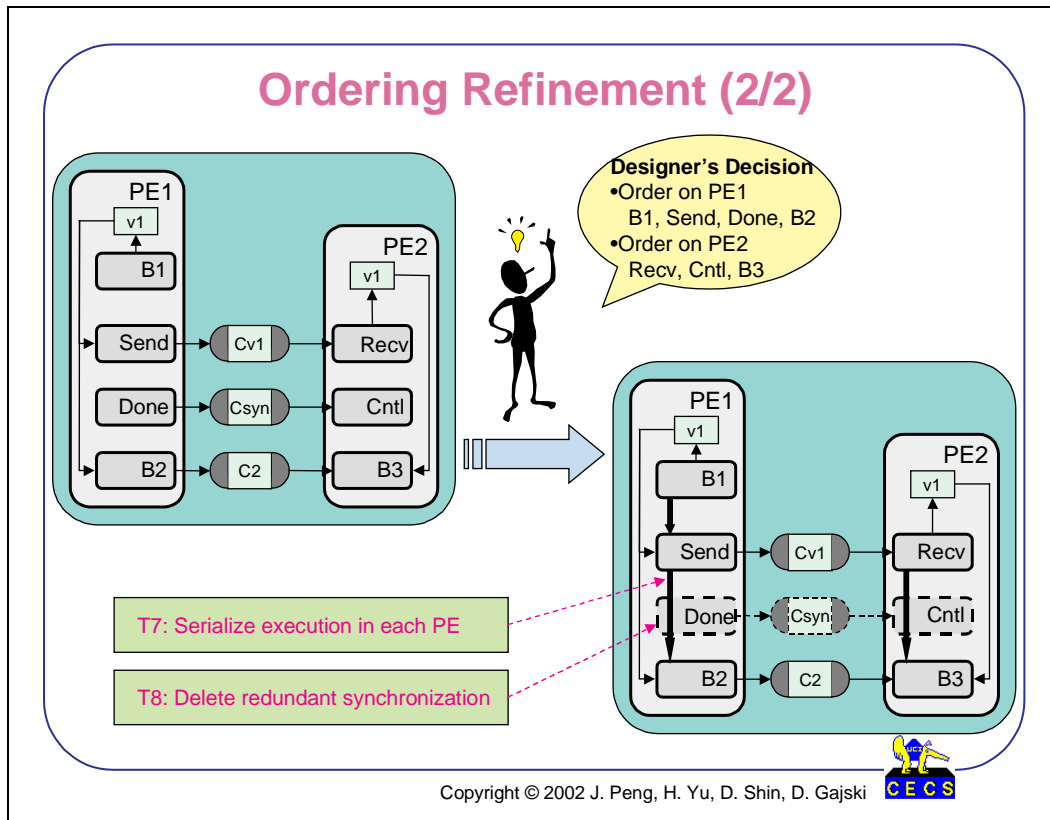 Ordering Refinement (2/2)
Designer's Decision
•Order on PE1
B1, Send, Done, B2
•Order on PE2
Recv, Cntl, B3
PE1
v1
B1
PE2
v1
Send
Cv1
Recv
Done
Csyn
Cntl
B2
C2
B3
PE1
v1
B1
PE2
v1
Send
Cv1
Recv
Done
Csyn
Cntl
B2
C2
B3
T7: Serialize execution in each PE
T8: Delete redundant synchronization
UCI
CECS
Copyright © 2002 J. Peng, H. Yu, D. Shin, D. Gajski